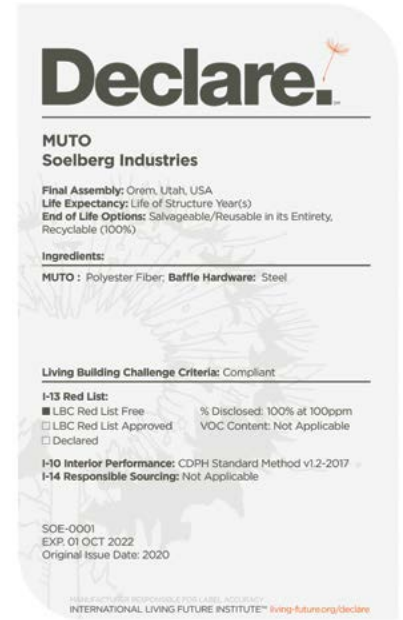 Declare.
MUTO
Soelberg Industries
Final Assembly: Orem, Utah, USA
Life Expectancy: Life of Structure Year(s)
End of Life Options: Salvageable/Reusable in its Entirety,
Recyclable (100%)
Ingredients:
MUTO : Polyester Fiber; Baffle Hardware: Steel
Living Building Challenge Criteria: Compliant
I-13 Red List:
■ LBC Red List Free % Disclosed: 100% at 100ppm
□ LBC Red List Approved VOC Content: Not Applicable
□ Declared
I-10 Interior Performance: CDPH Standard Method v1.2-2017
I-14 Responsible Sourcing: Not Applicable
SOE-0001
EXP. 01 OCT 2022
Original Issue Date: 2020
MANUFACTURER RESPONSIBLE FOR LABEL ACCURACY
INTERNATIONAL LIVING FUTURE INSTITUTE™ living-future.org/declare